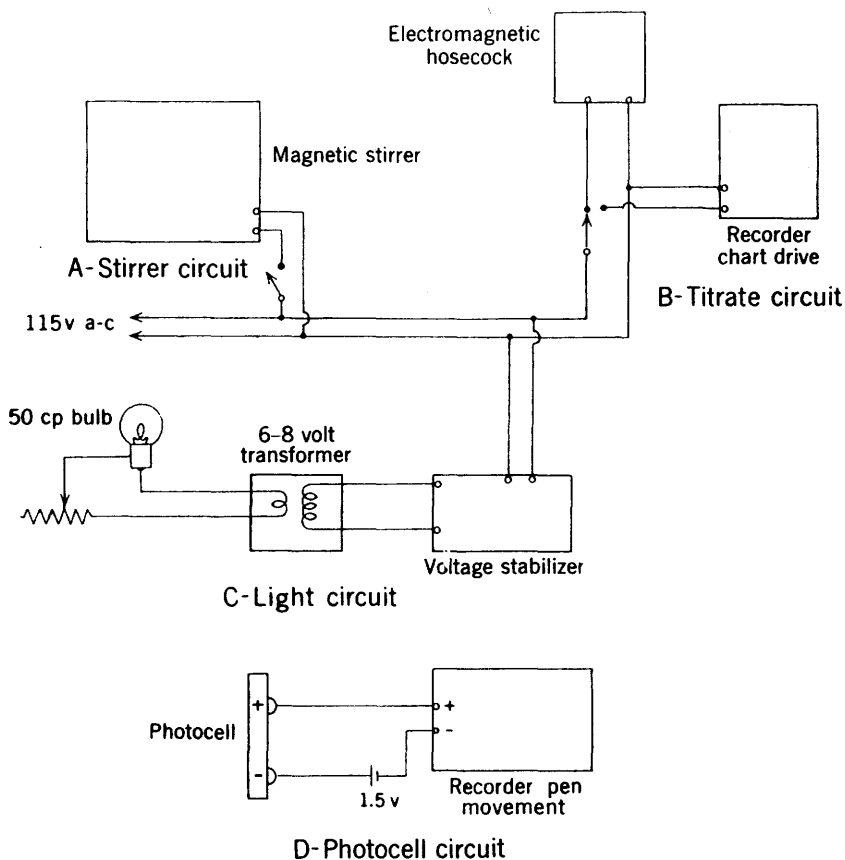 Electromagnetic
hosecock
Magnetic stirrer
A-Stirrer circuit
Recorder
chart drive
B-Titrate circuit
115v a-c
50 cp bulb
6-8 volt
transformer
Voltage stabilizer
C-Light circuit
Photocell
+
-
+
-
1.5 v
Recorder pen
movement
D-Photocell circuit